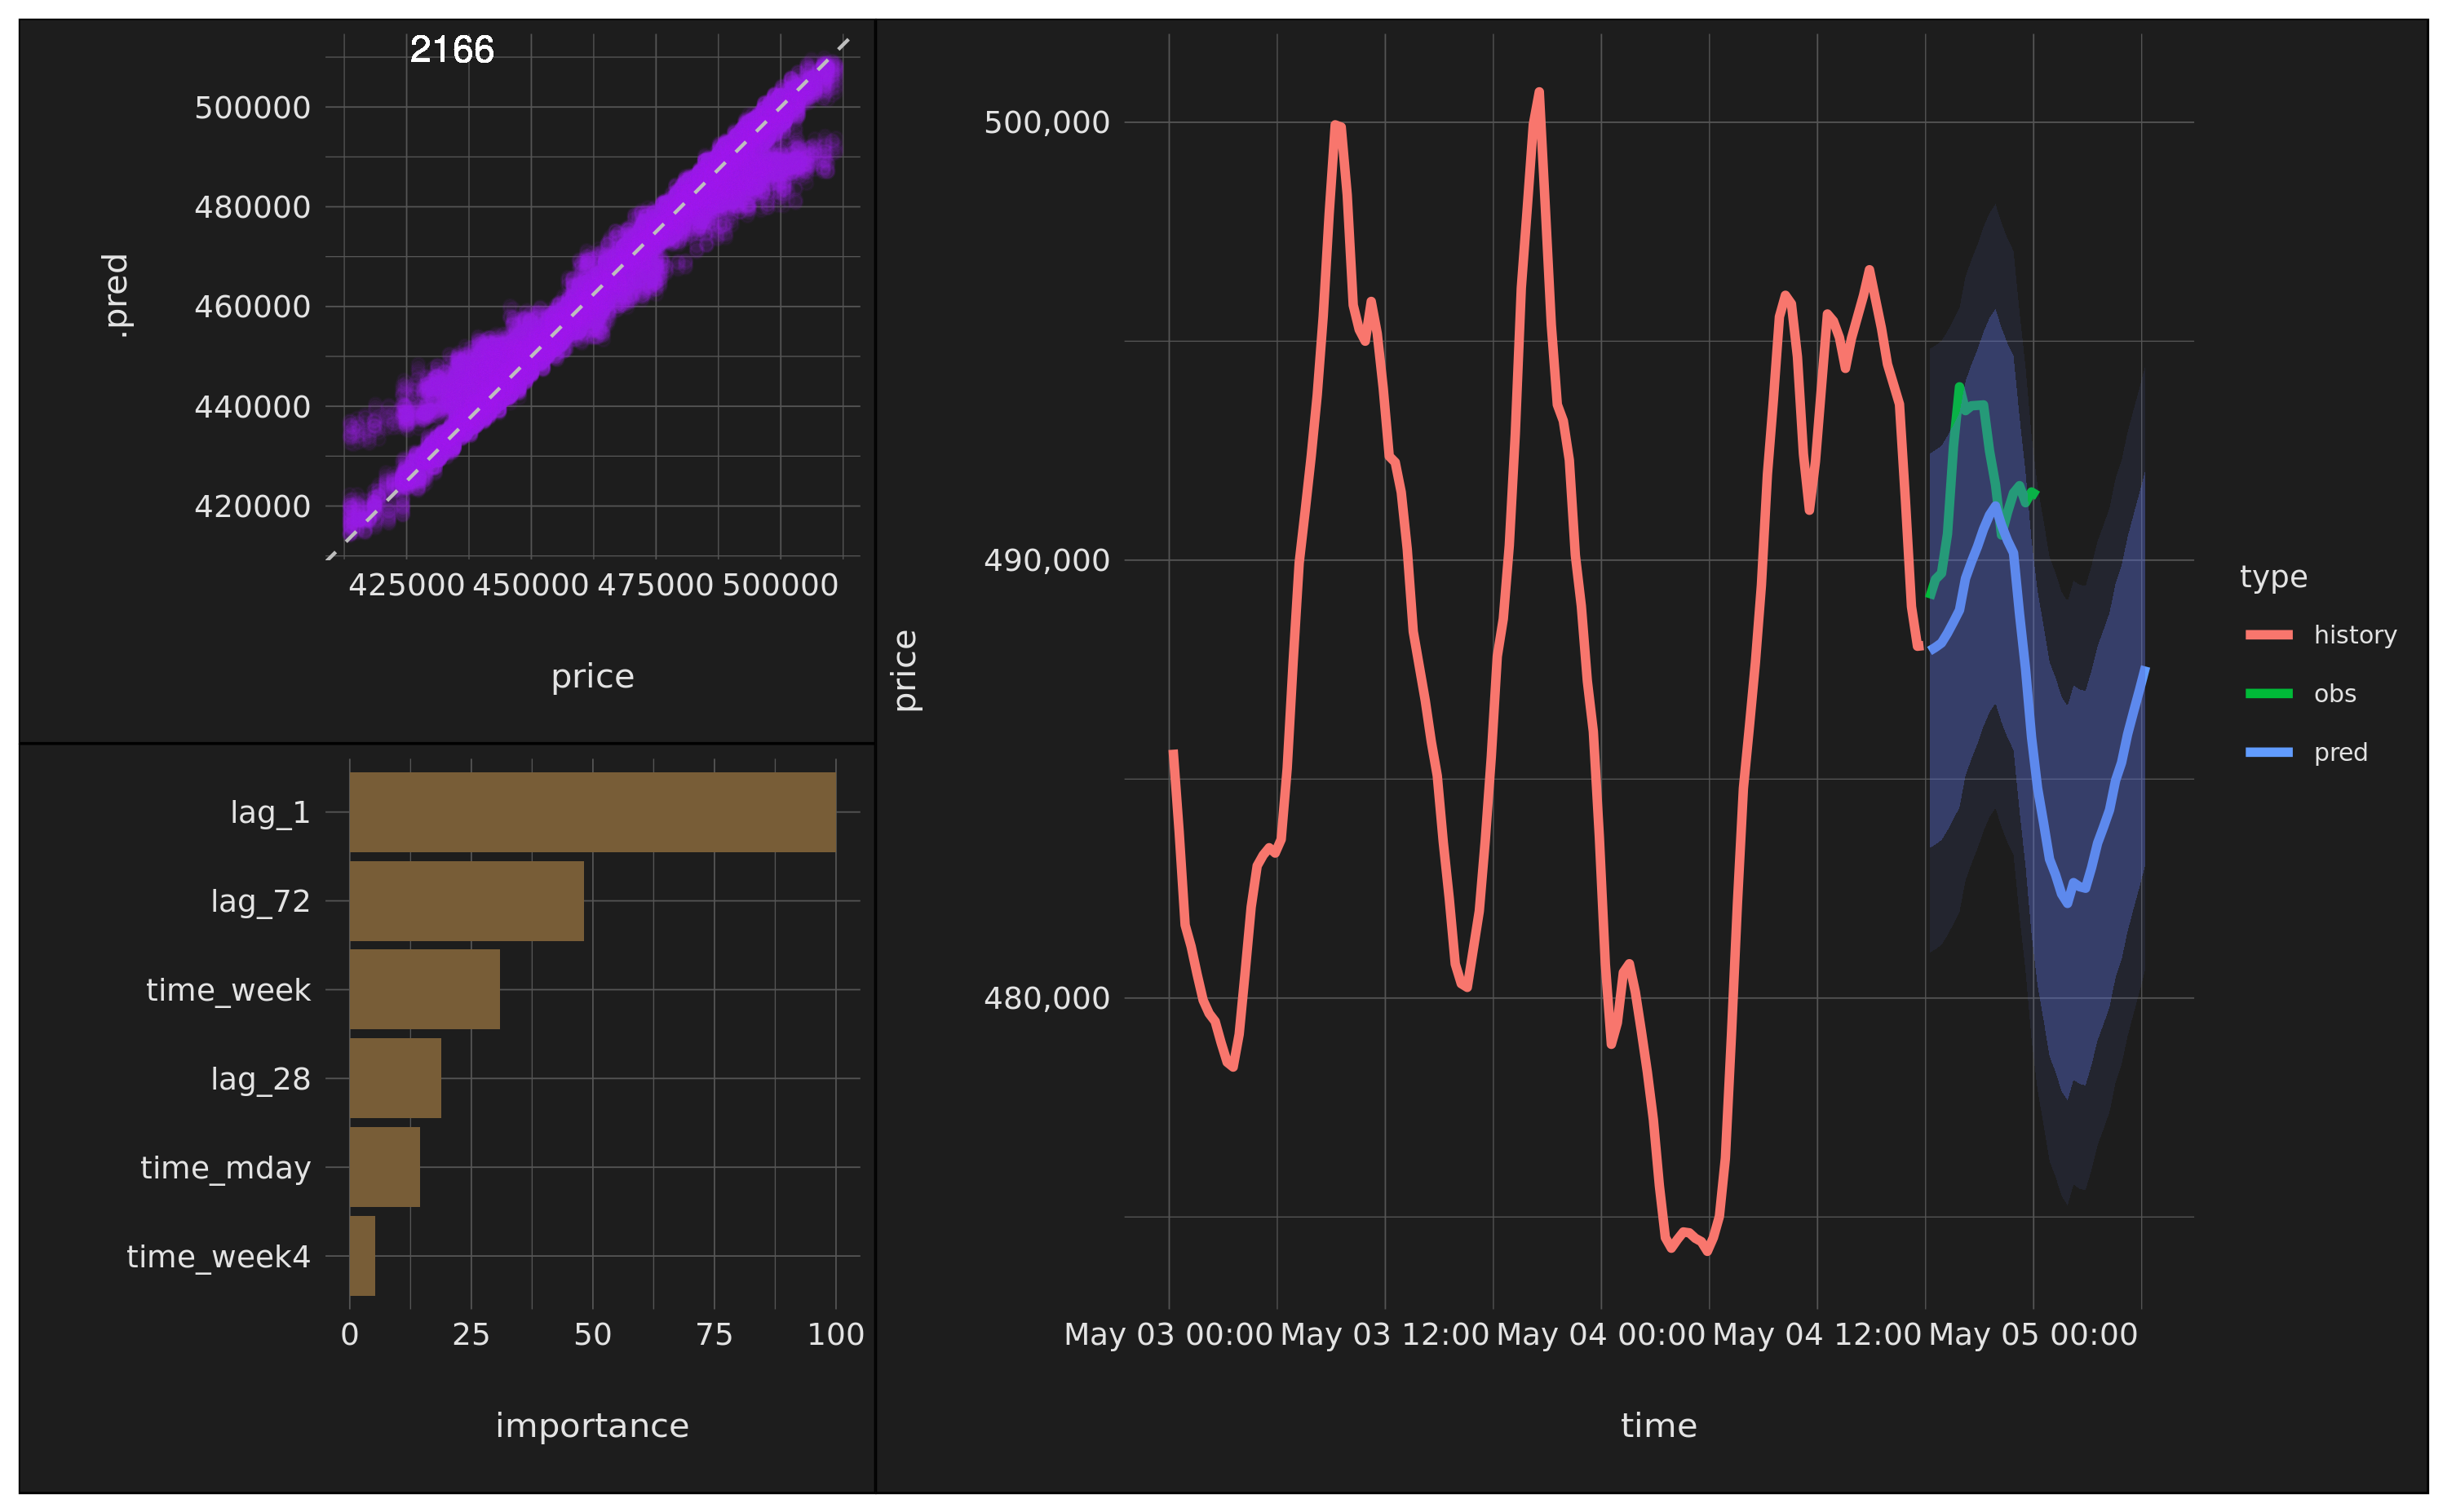 2166
500000
480000
460000
440000
420000
.pred
425000 450000 475000 500000
price
lag_1
lag_72
time_week
lag_28
time_mday
time_week4
0 25 50 75 100
importance
500,000
490,000
480,000
price
May 03 00:00 May 03 12:00 May 04 00:00 May 04 12:00 May 05 00:00
time
type
history
obs
pred